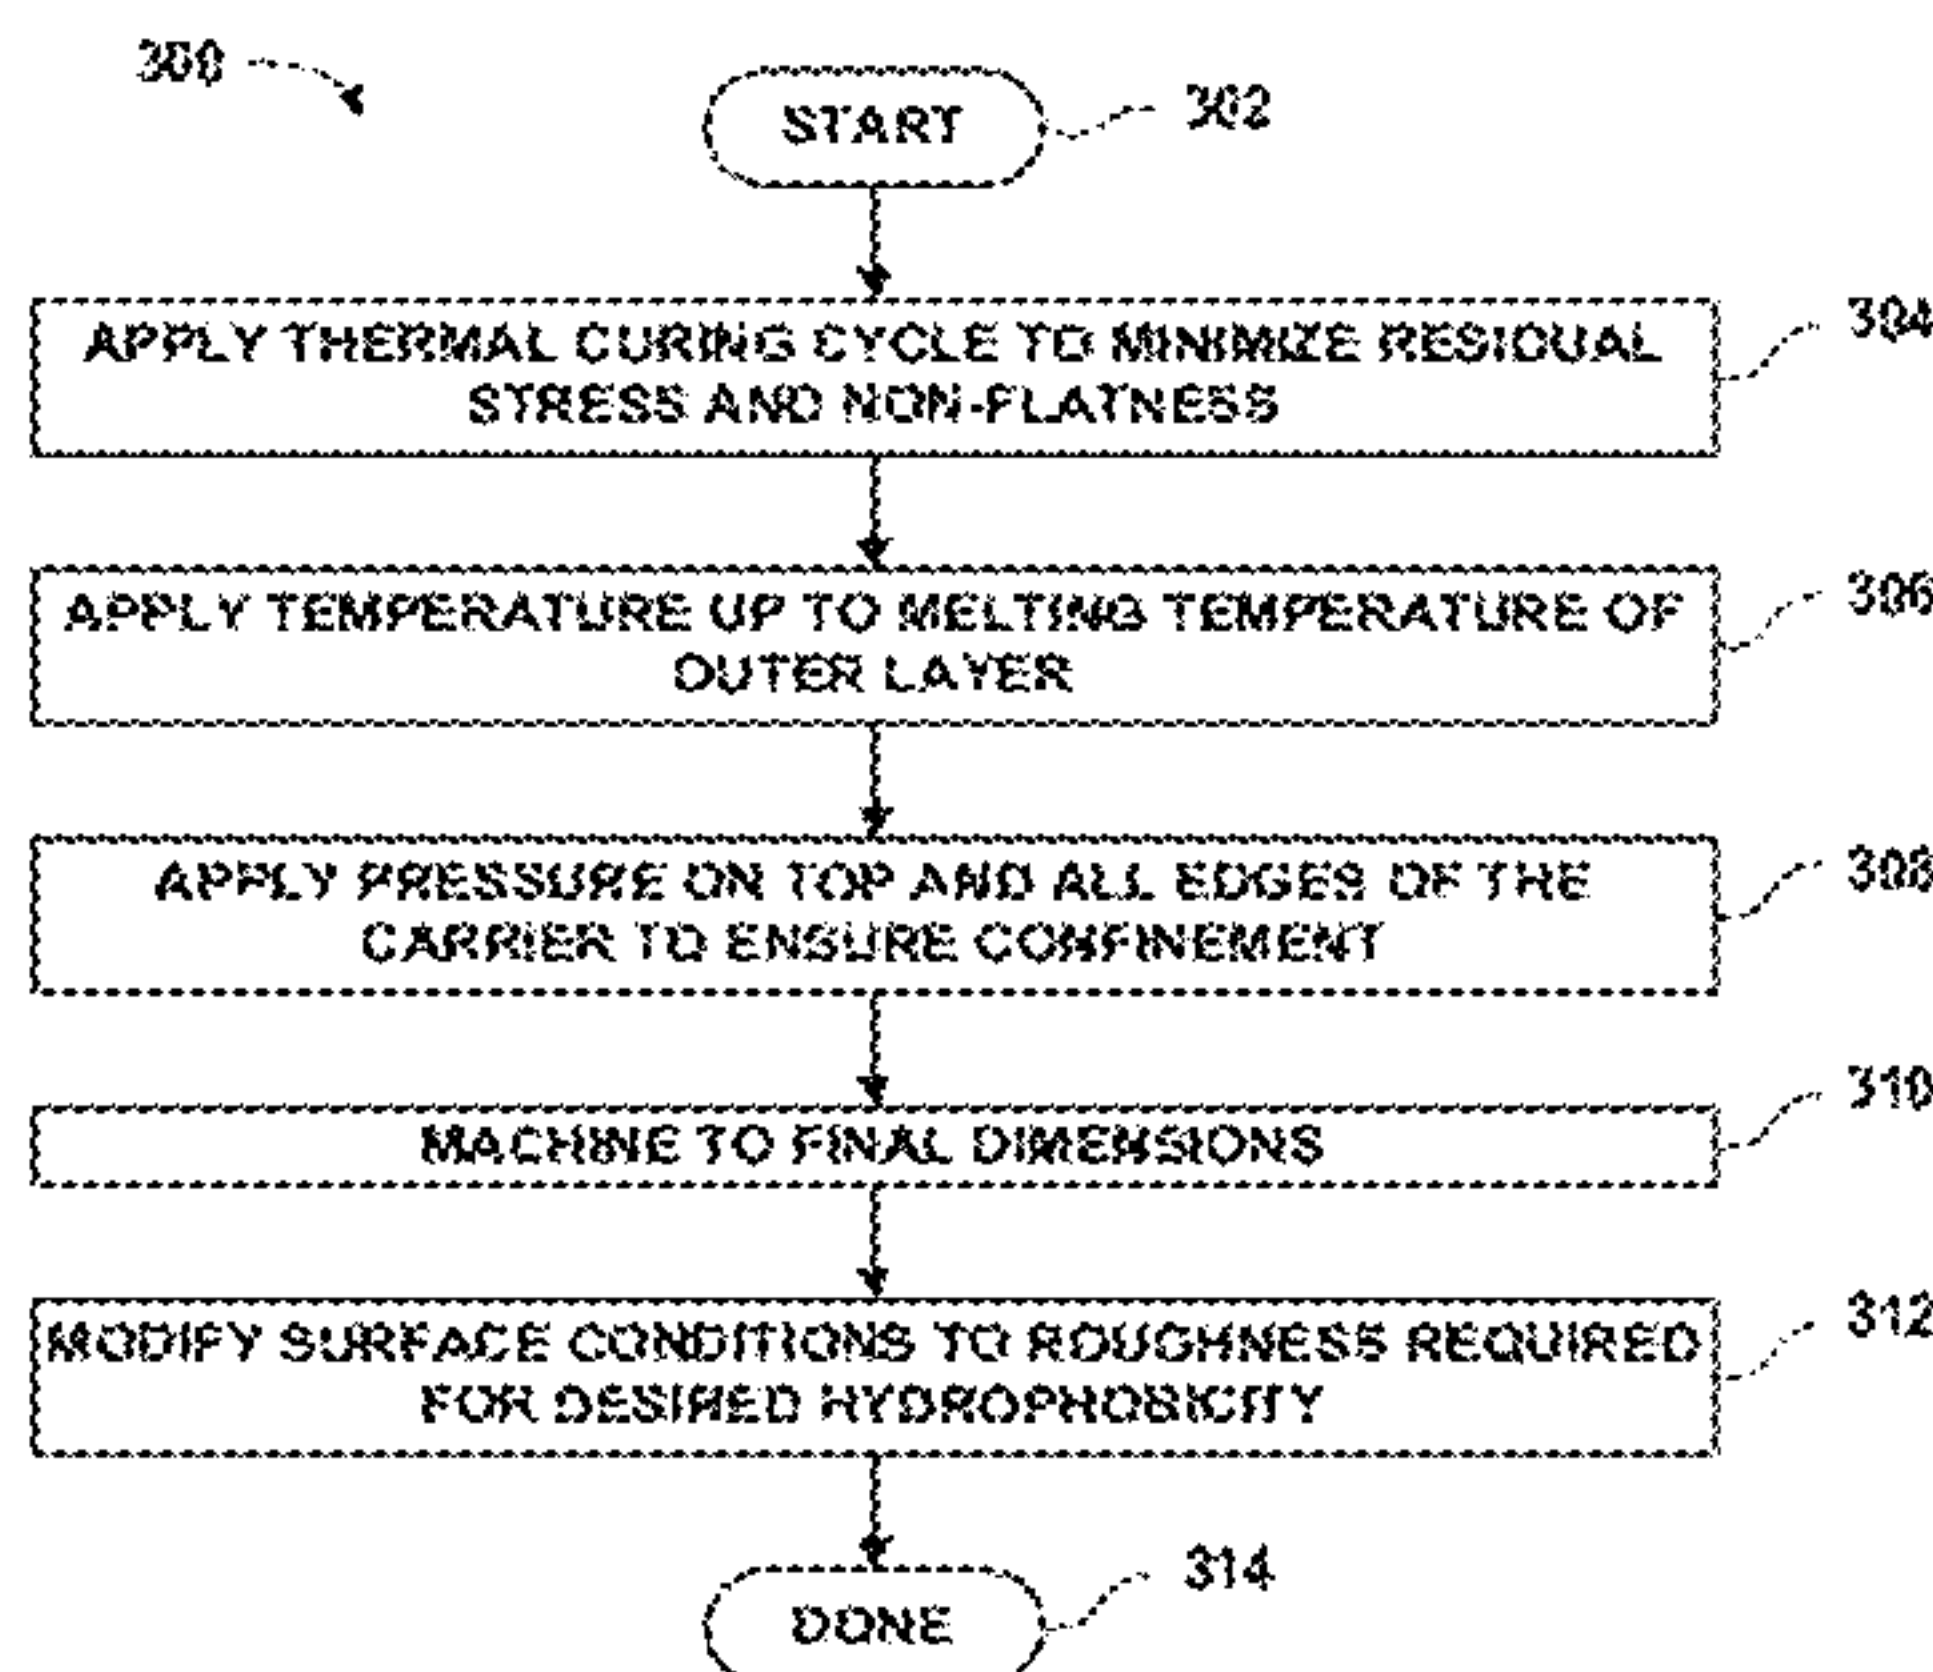 300
START
302
APPLY THERMAL CURING CYCLE TO MINIMIZE RESIDUAL
STRESS AND NON-FLATNESS
304
APPLY TEMPERATURE UP TO MELTING TEMPERATURE OF
OUTER LAYER
306
APPLY PRESSURE ON TOP AND ALL EDGES OF THE
CARRIER TO ENSURE CONFINEMENT
308
MACHINE TO FINAL DIMENSIONS
310
MODIFY SURFACE CONDITIONS TO ROUGHNESS REQUIRED
FOR DESIRED HYDROPHOBICITY
312
DONE
314